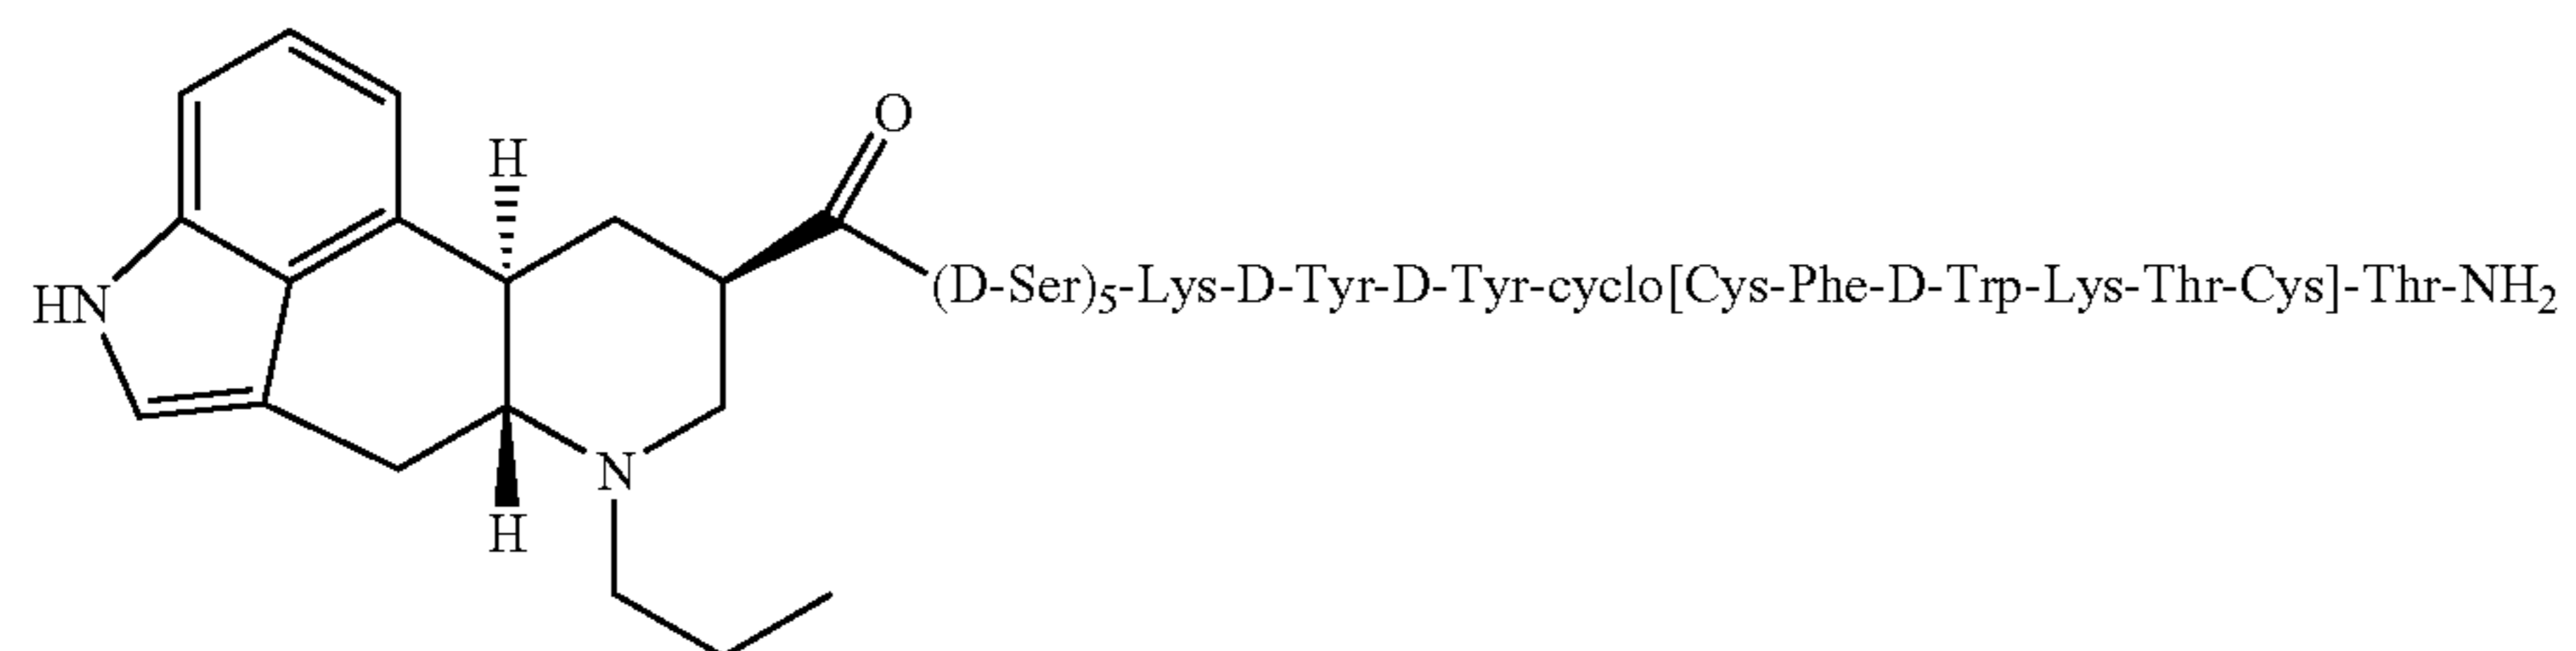 O
H
(D-Ser)5-Lys-D-Tyr-D-Tyr-cyclo[Cys-Phe-D-Trp-Lys-Thr-Cys]-Thr-NH2
HN
N
H